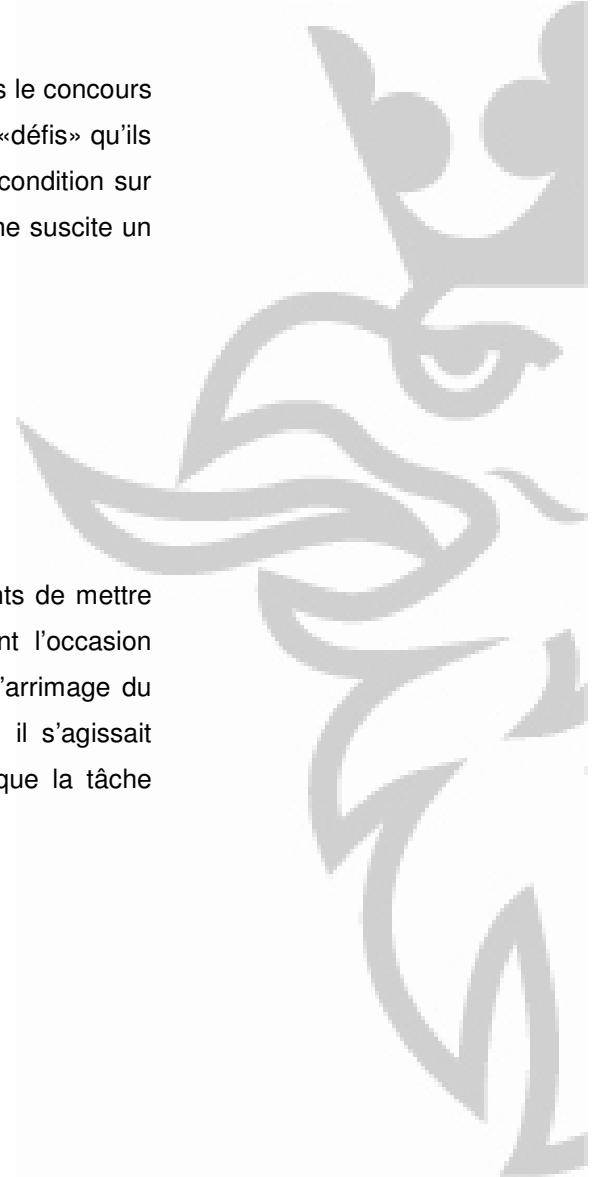 s le concours
«défis» qu'ils
condition sur
ne suscite un
nts de mettre
nt l'occasion
'arrimage du
il s'agissait
que la tâche